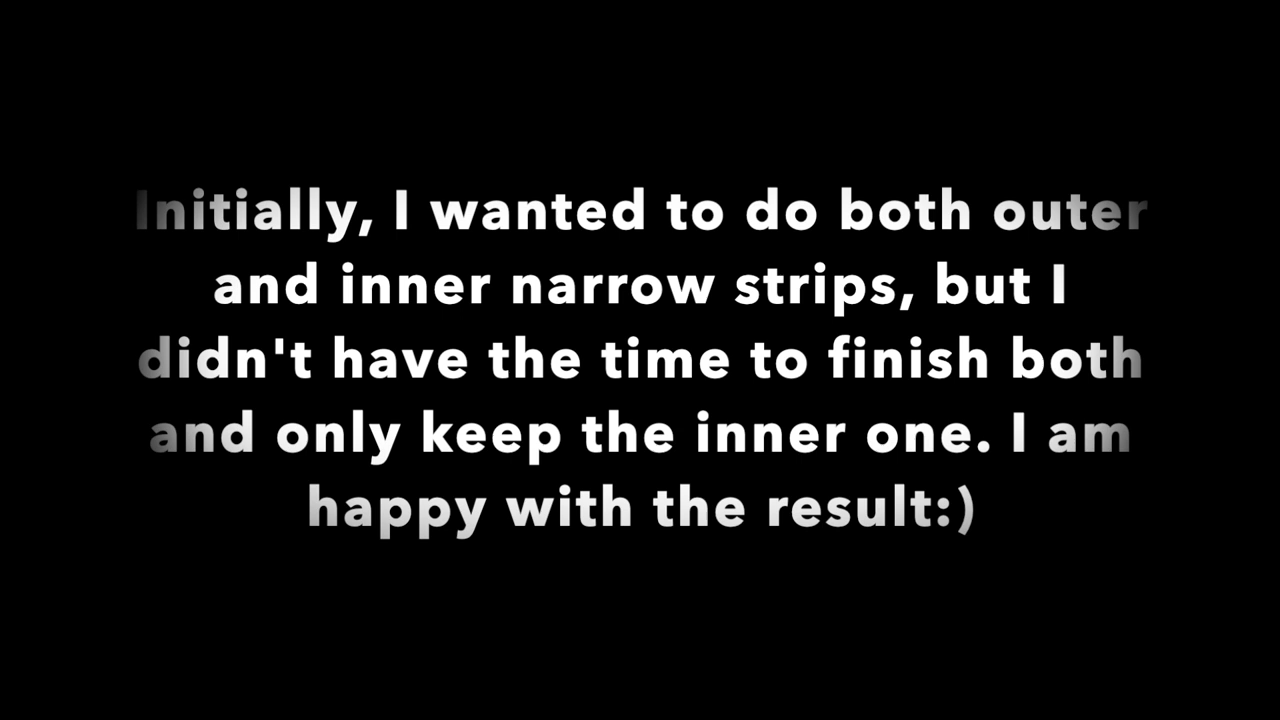 Initially, I wanted to do both outer
and inner narrow strips, but I
didn't have the time to finish both
and only keep the inner one. I am
happy with the result:)